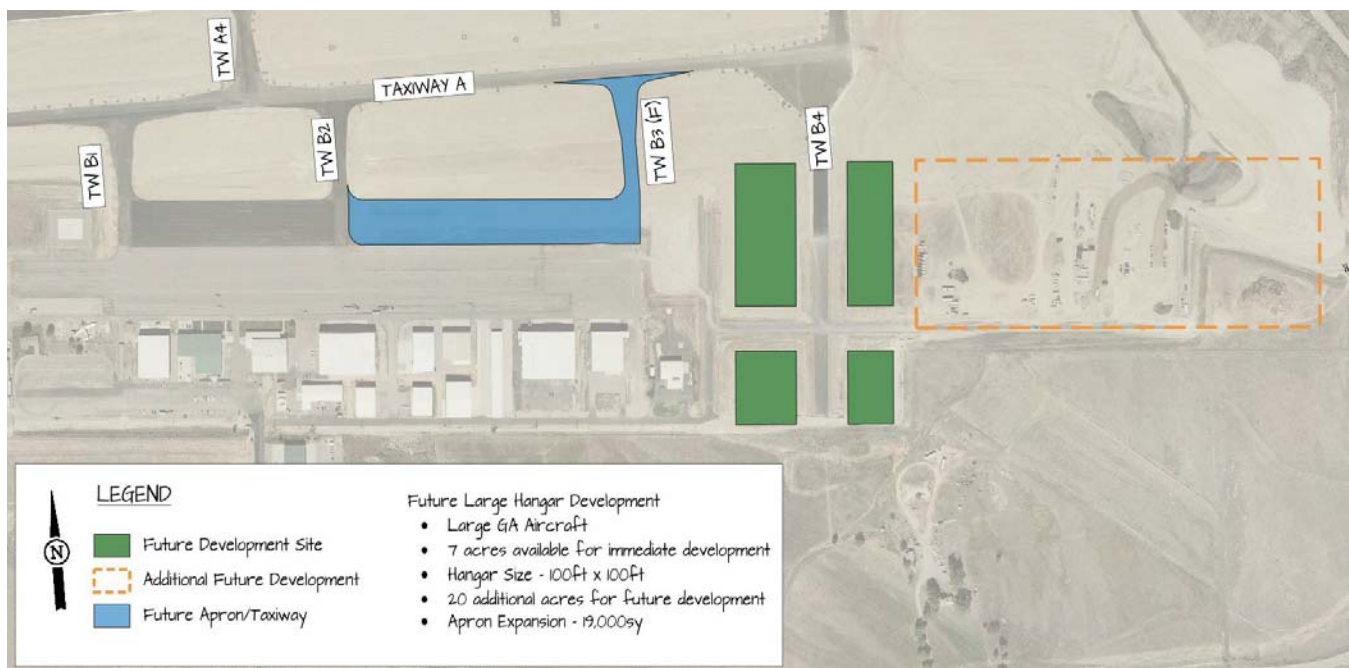 TW A4
TAXIWAY A
TW B1
TW B2
TW B3 (F)
TW B4
N
LEGEND
Future Development Site
Additional Future Development
Future Apron/Taxiway
Future Large Hangar Development
• Large GA Aircraft
• 7 acres available for immediate development
• Hangar Size - 100ft x 100ft
• 20 additional acres for future development
• Apron Expansion - 19,000sy